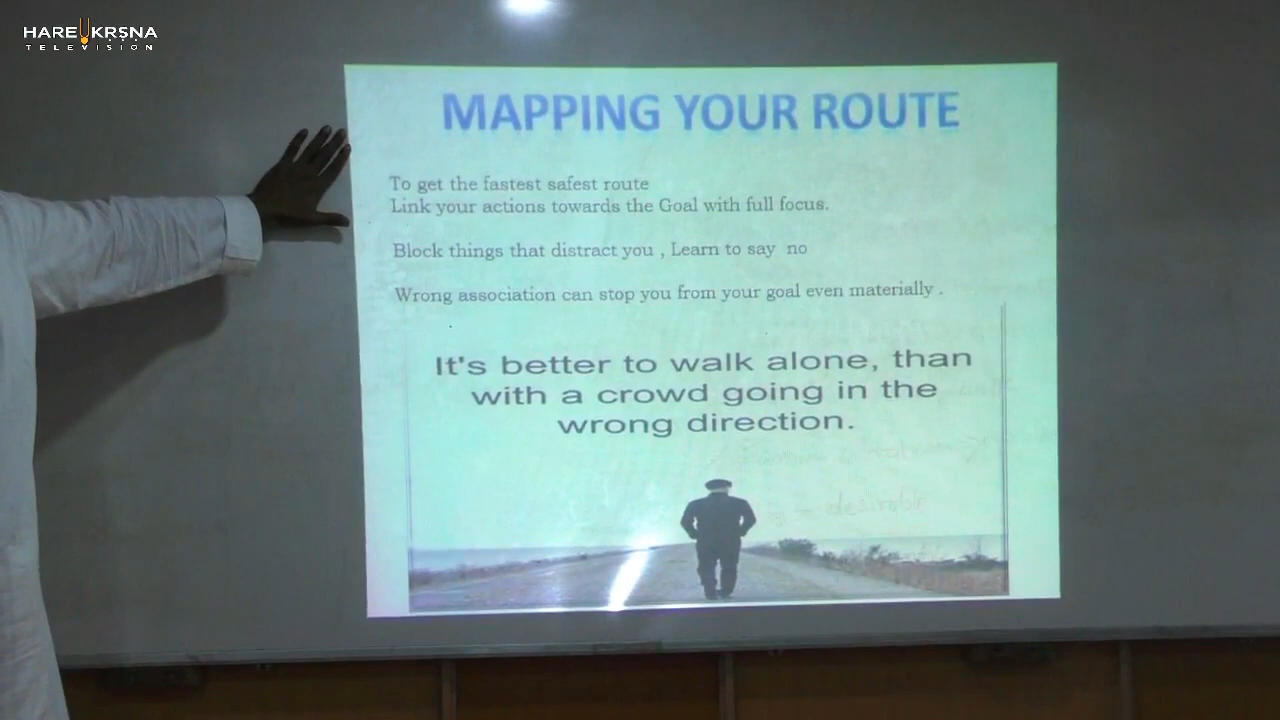 HARE KRSNA
TELEVISION
MAPPING YOUR ROUTE
To get the fastest safest route
Link your actions towards the Goal with full focus.
Block things that distract you , Learn to say no
Wrong association can stop you from your goal even materially .
It's better to walk alone, than
with a crowd going in the
wrong direction.